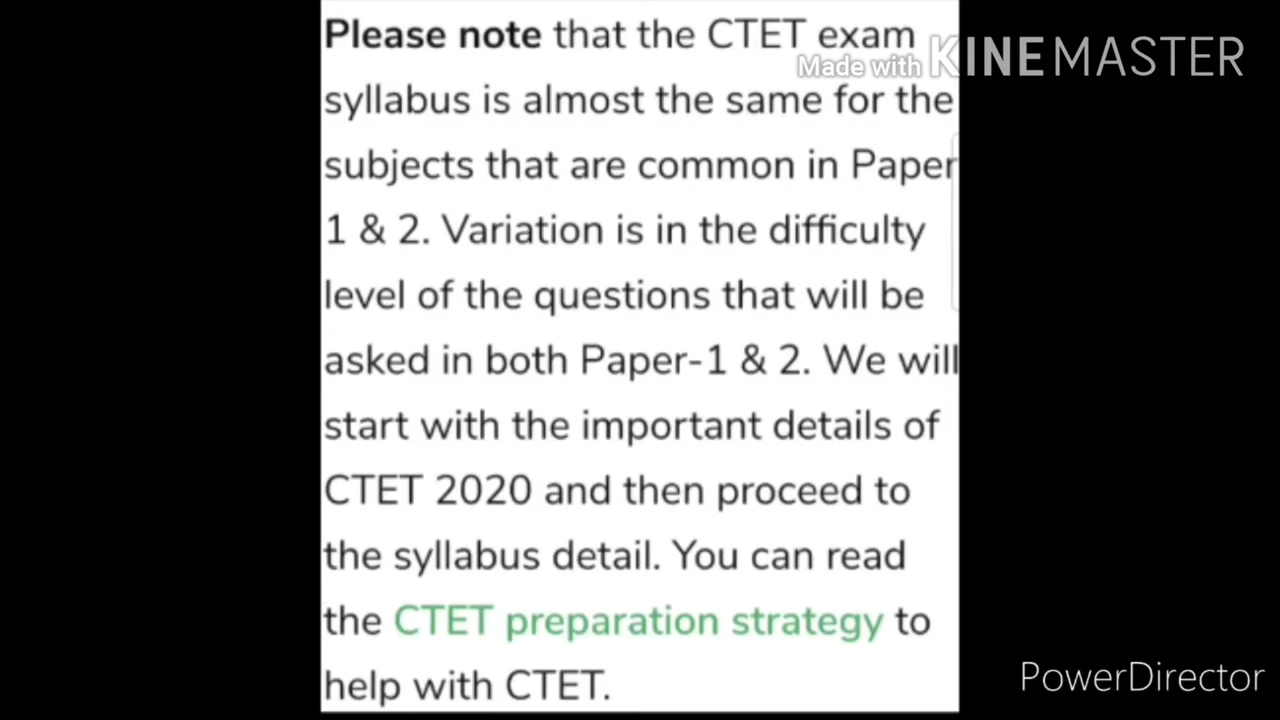 Please note that the CTET exam
syllabus is almost the same for the
subjects that are common in Paper
1 & 2. Variation is in the difficulty
level of the questions that will be
asked in both Paper-1 & 2. We will
start with the important details of
CTET 2020 and then proceed to
the syllabus detail. You can read
the CTET preparation strategy to
help with CTET.
Made with KINEMASTER
PowerDirector